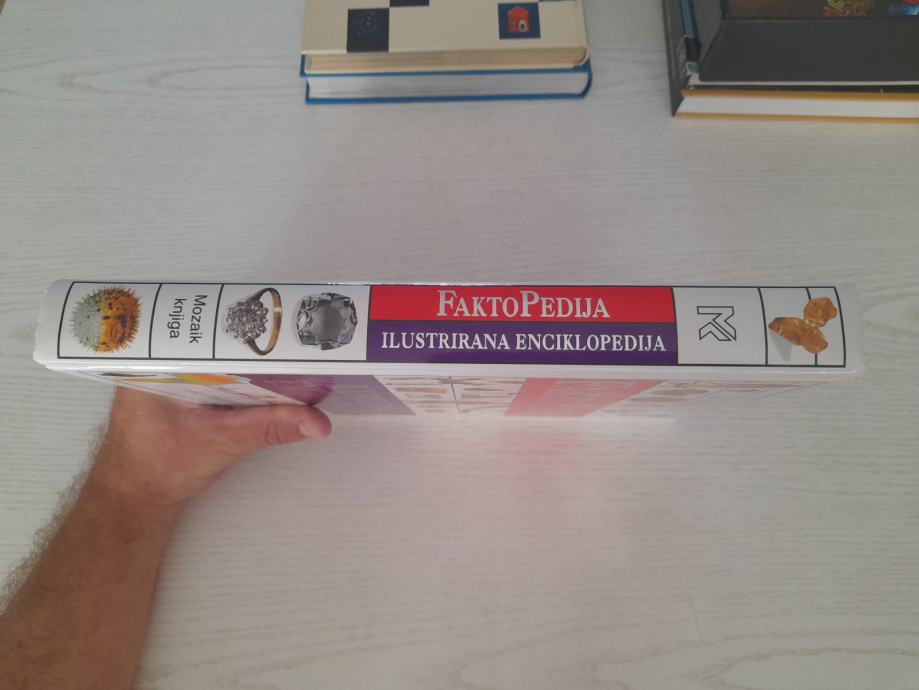 Mozaik
knjiga
FAKTOPEDIJA
ILUSTRIRANA ENCIKLOPEDIJA